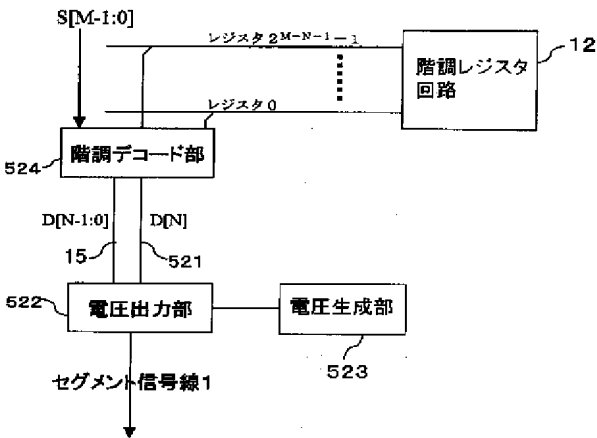 S[M-1:0]
レジスタ2^{M-N-1}-1
階調レジスタ
回路
12
レジスタ0
階調デコード部
524
D[N-1:0]
D[N]
15
521
522
電圧出力部
電圧生成部
523
セグメント信号線1